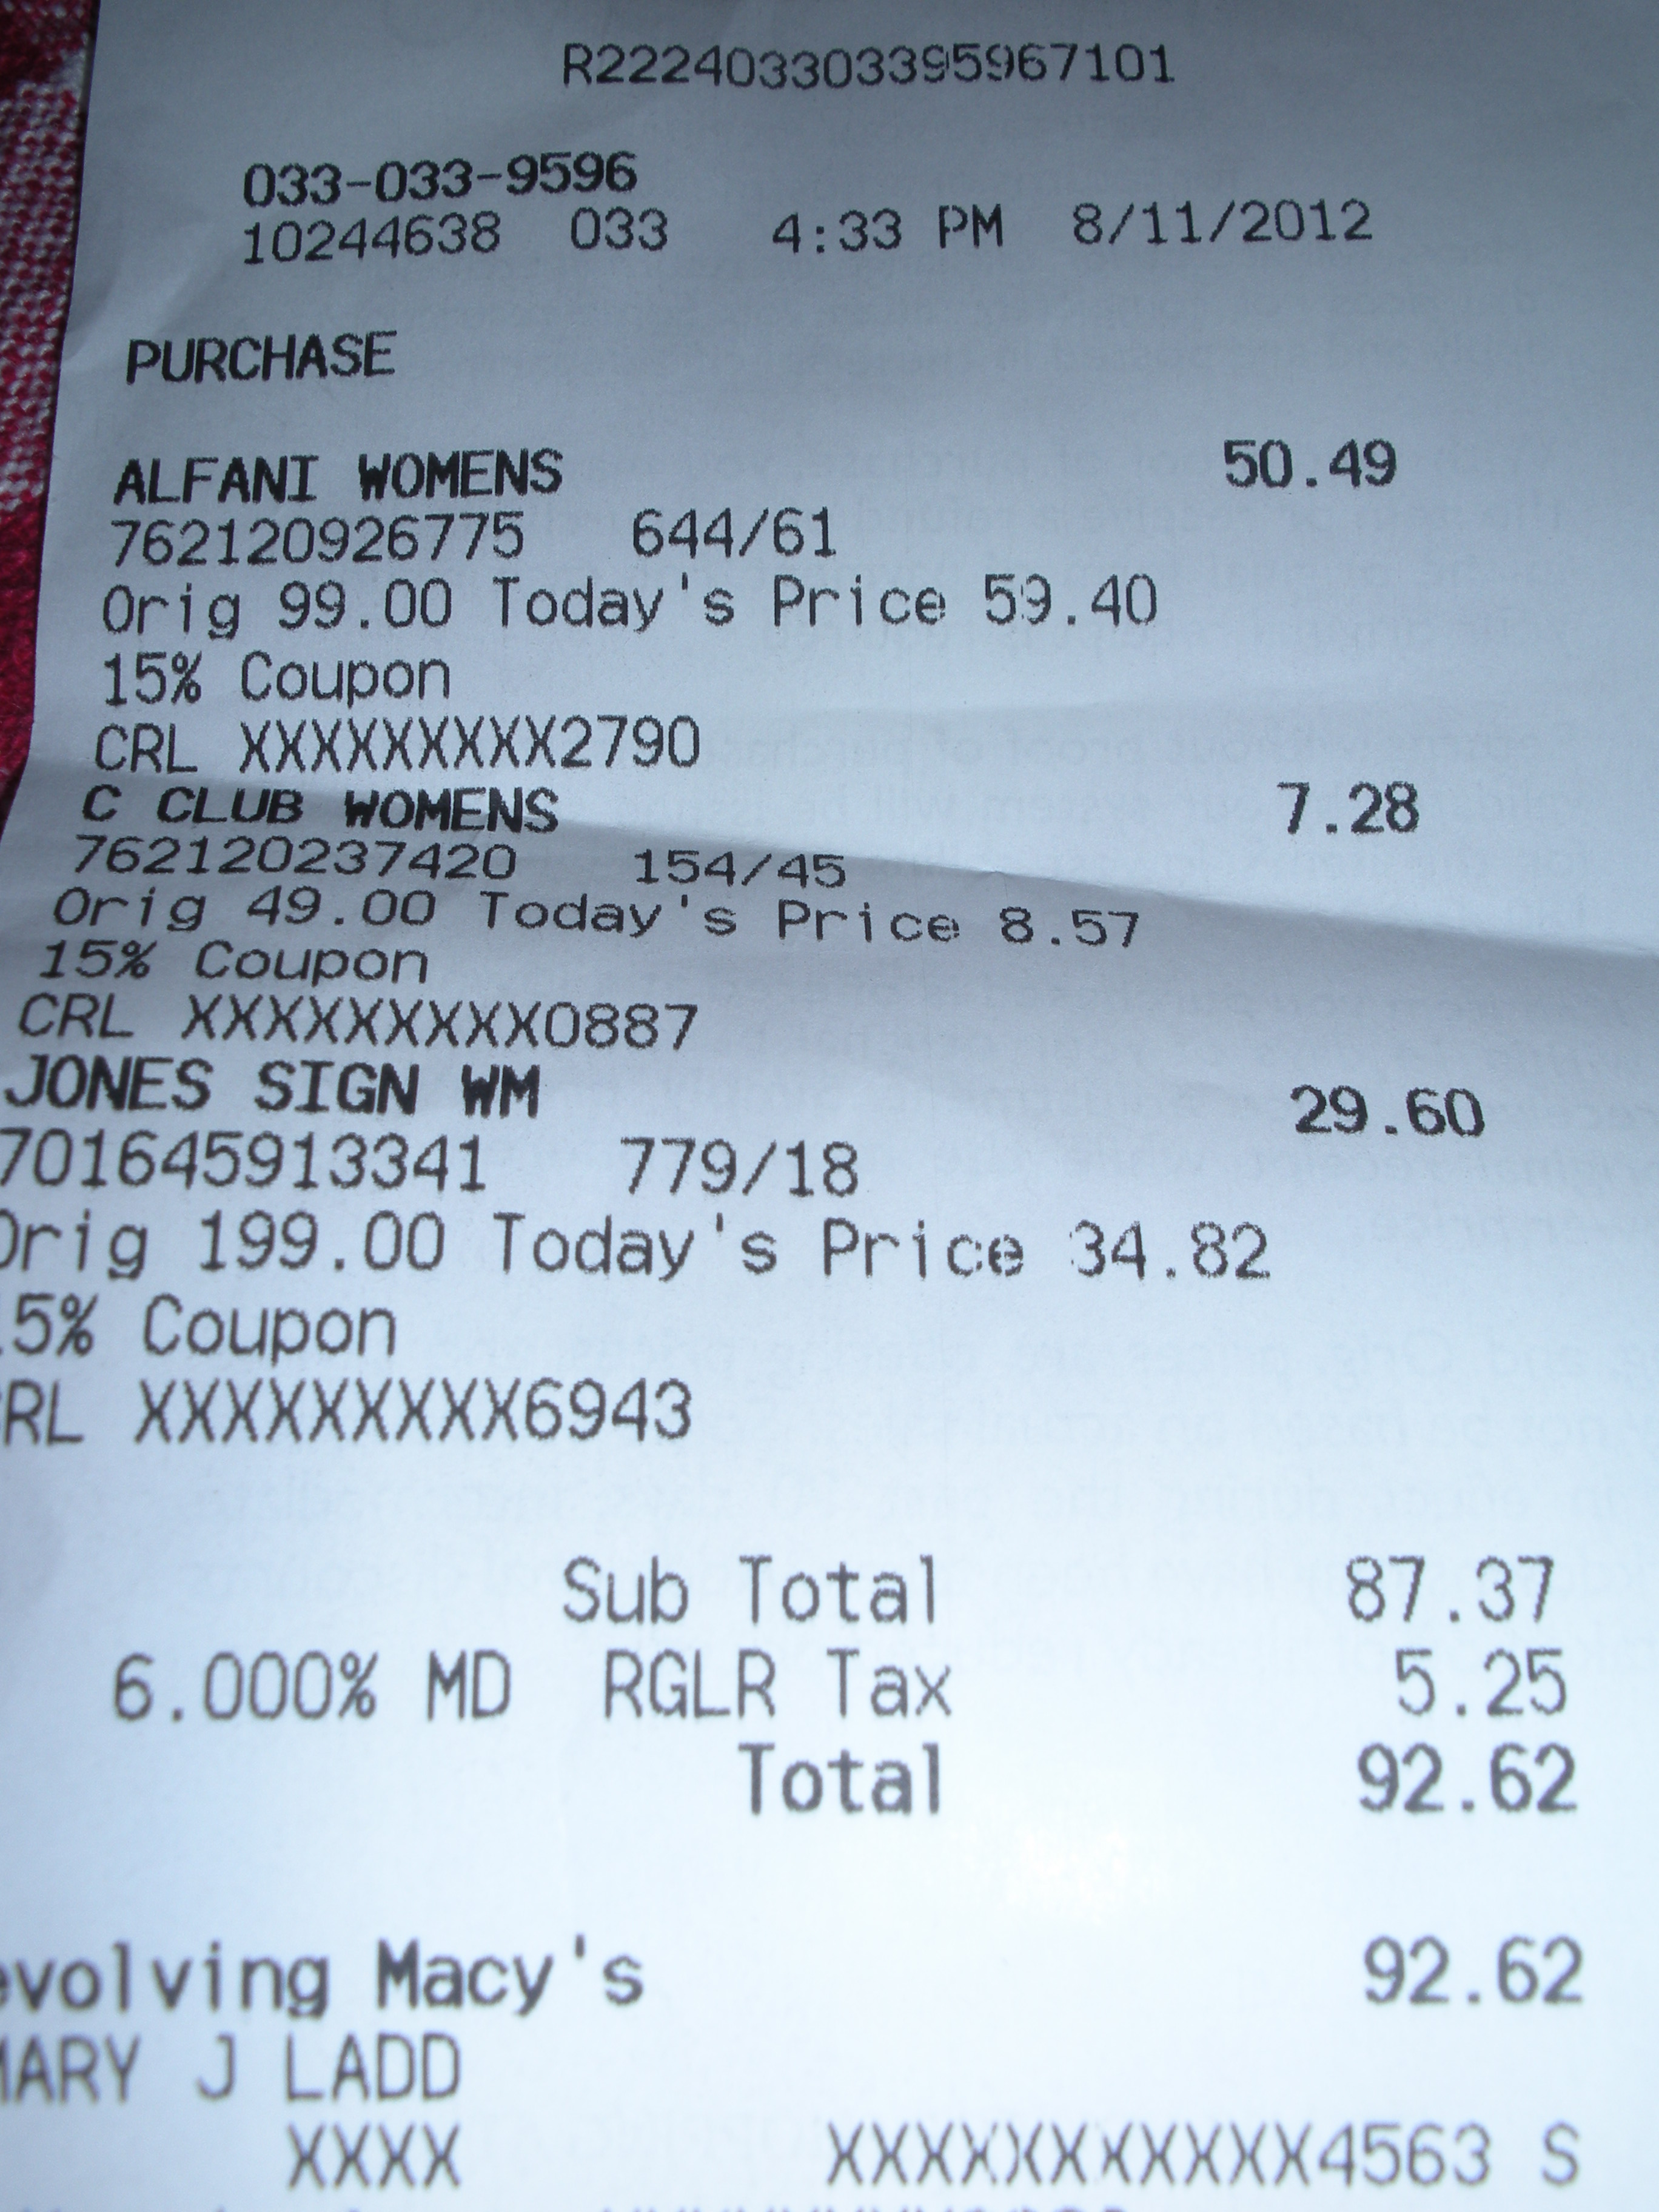 R222403303395967101
033-033-9596
10244638 033 4:33 PM 8/11/2012
PURCHASE
ALFANI WOMENS 50.49
762120926775 644/61
Orig 99.00 Today's Price 59.40
15% Coupon
CRL XXXXXXXXX2790
C CLUB WOMENS 7.28
762120237420 154/45
Orig 49.00 Today's Price 8.57
15% Coupon
CRL XXXXXXXXX0887
JONES SIGN WM 29.60
701645913341 779/18
Orig 199.00 Today's Price 34.82
15% Coupon
CRL XXXXXXXXX6943
Sub Total 87.37
6.000% MD RGLR Tax 5.25
Total 92.62
evolving Macy's 92.62
MARY J LADD
XXXX XXXXXXXXXXXX4563 S